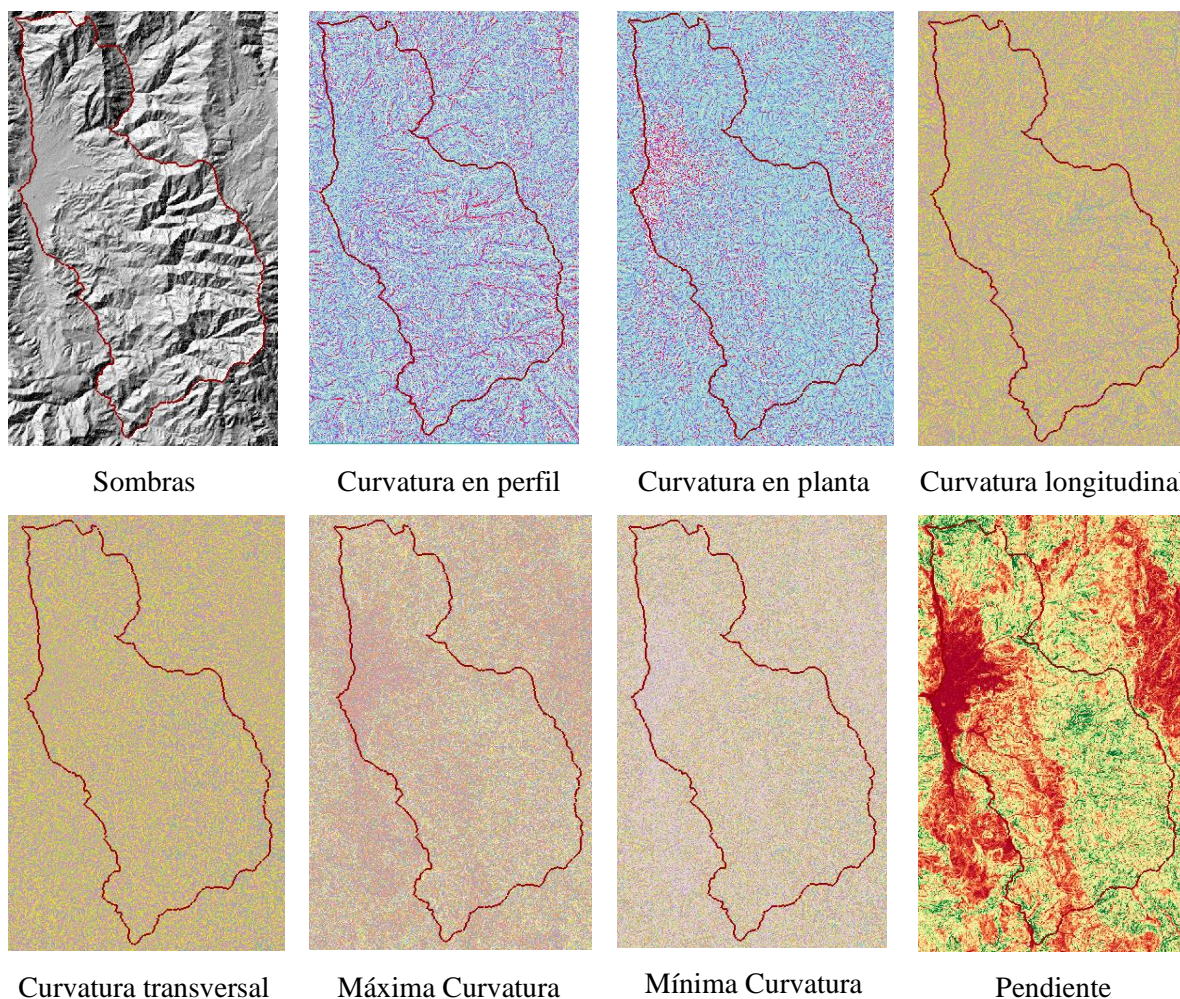 Sombras
Curvatura en perfil
Curvatura en planta
Curvatura longitudinal
Curvatura transversal
Máxima Curvatura
Mínima Curvatura
Pendiente